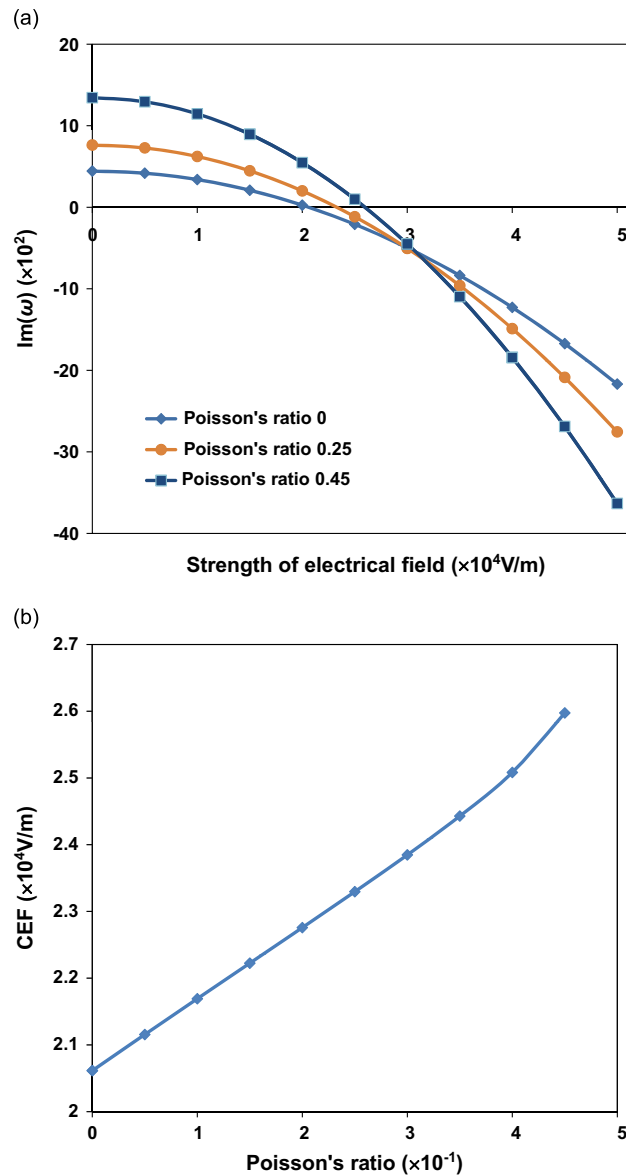 (a)
20
10
0
-10
-20
-30
-40
Im(ω) (×10²)
0 1 2 3 4 5
Poisson's ratio 0
Poisson's ratio 0.25
Poisson's ratio 0.45
Strength of electrical field (×10⁴V/m)
(b)
2.7
2.6
2.5
2.4
2.3
2.2
2.1
2
CEF (×10⁴V/m)
0 1 2 3 4 5
Poisson's ratio (×10⁻¹)